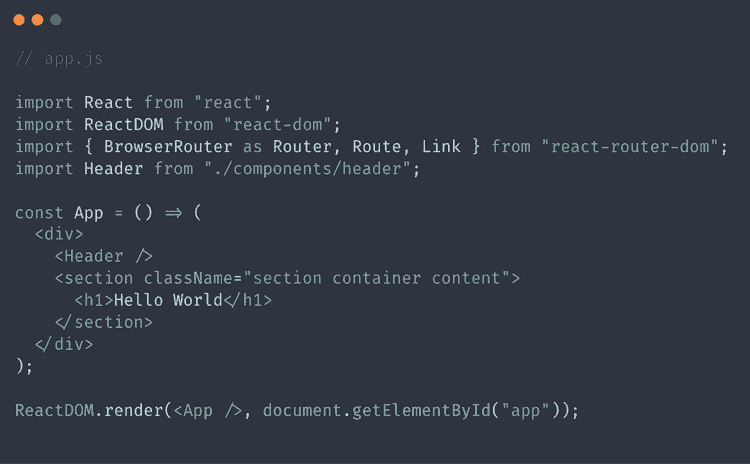 // app.js

import React from "react";
import ReactDOM from "react-dom";
import { BrowserRouter as Router, Route, Link } from "react-router-dom";
import Header from "./components/header";

const App = () => (
  <div>
    <Header />
    <section className="section container content">
      <h1>Hello World</h1>
    </section>
  </div>
);

ReactDOM.render(<App />, document.getElementById("app"));